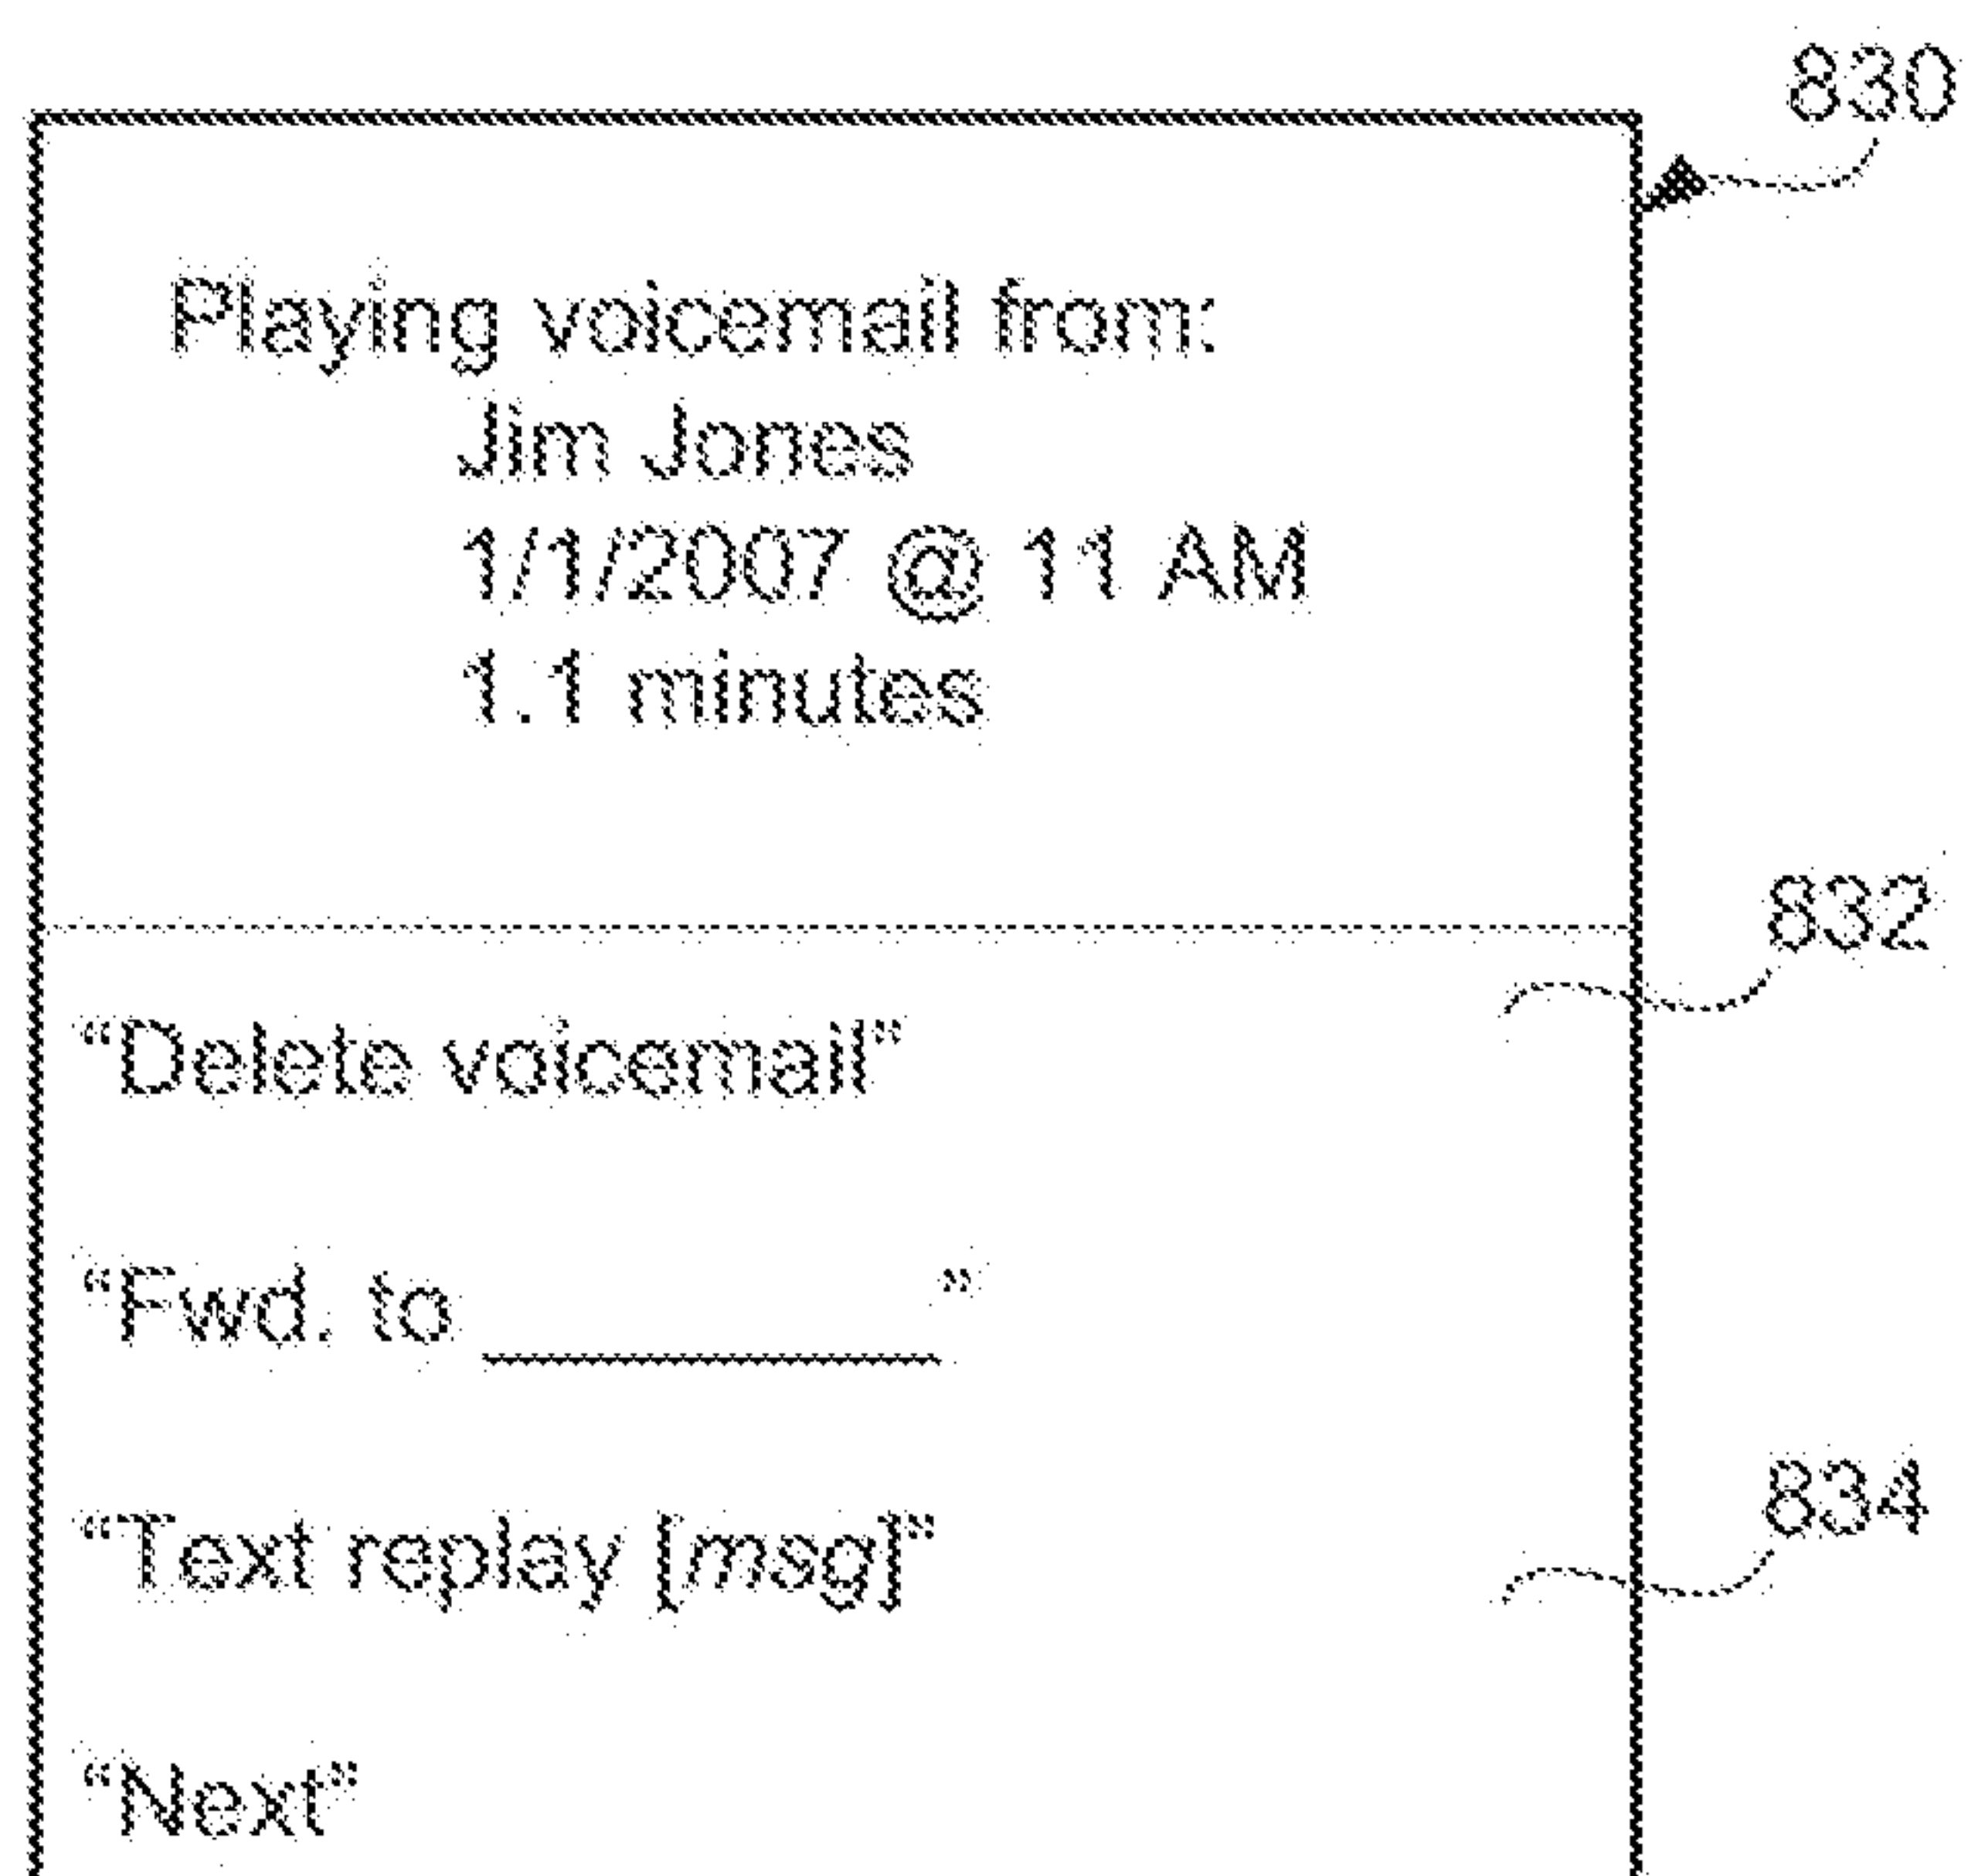 830
Playing voicemail from:
Jim Jones
1/1/2007 @ 11 AM
1.1 minutes
832
“Delete voicemail”
“Fwd. to ___________”
834
“Text replay [msg]”
“Next”